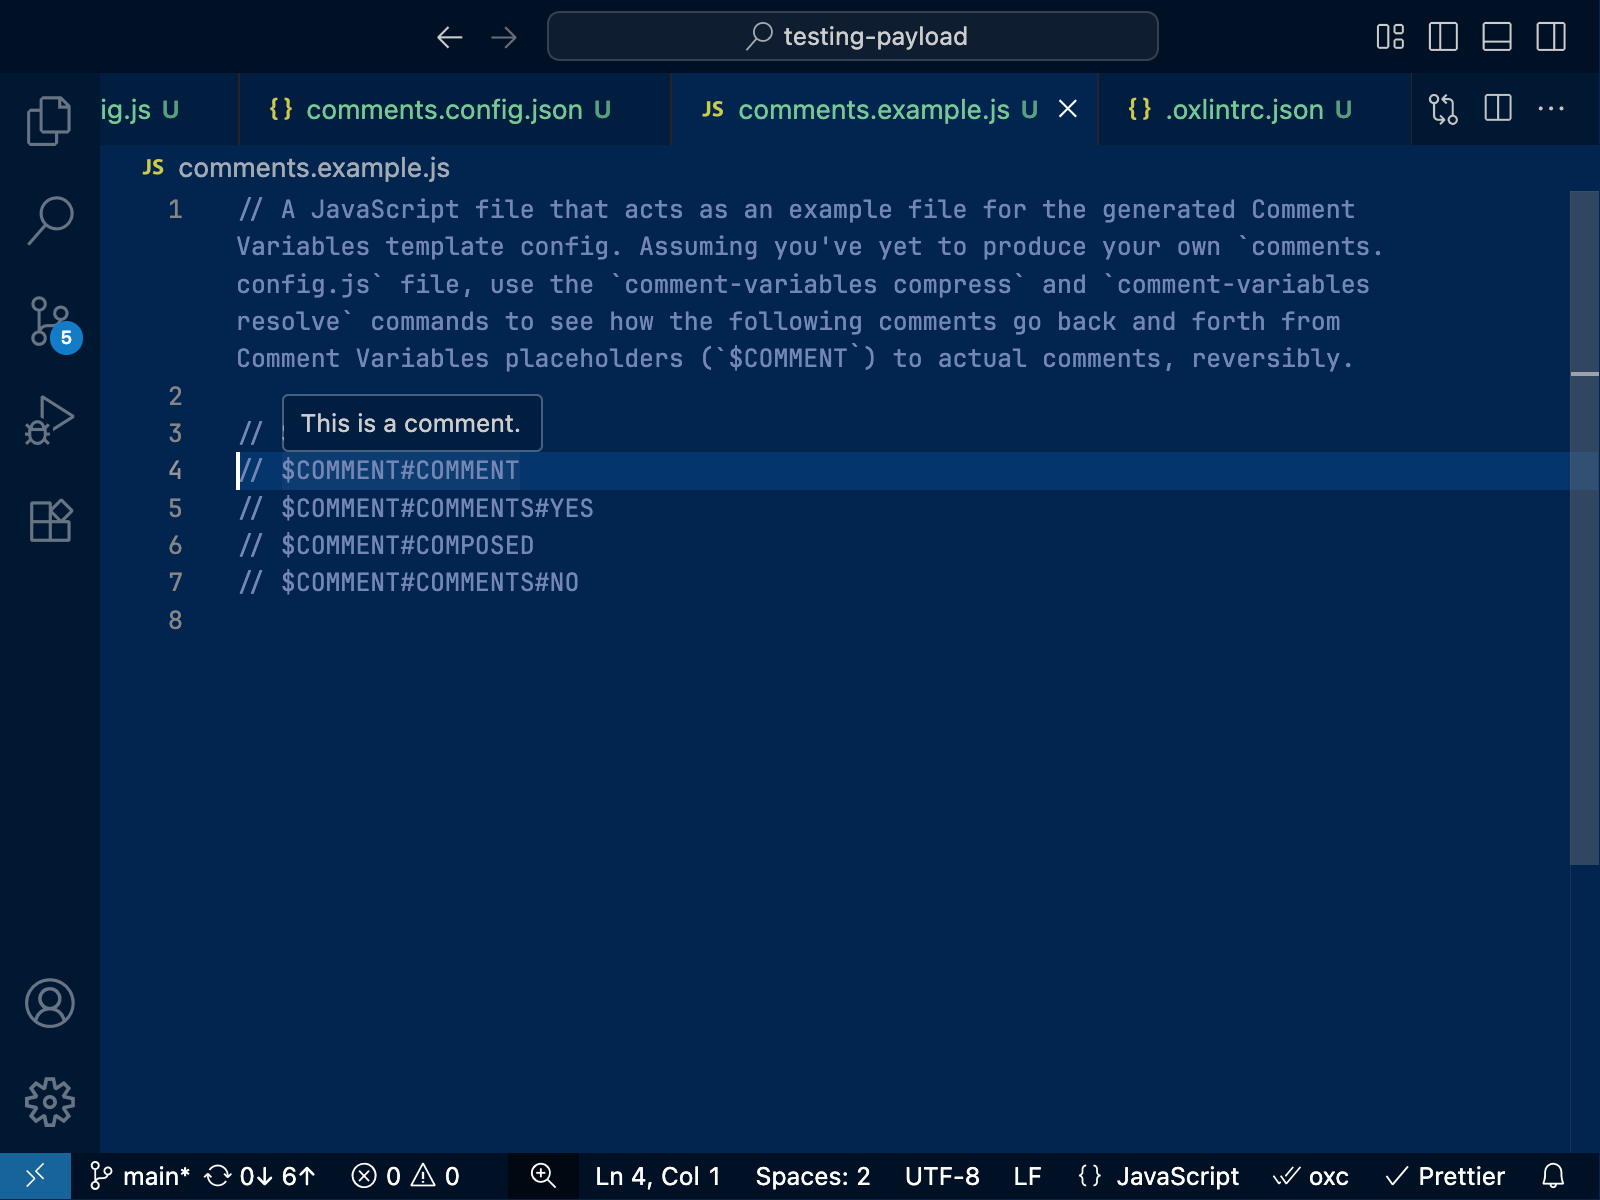 testing-payload
ig.js U
{} comments.config.json U
JS comments.example.js U
{} .oxlintrc.json U
JS comments.example.js
1 // A JavaScript file that acts as an example file for the generated Comment
Variables template config. Assuming you've yet to produce your own `comments.
config.js` file, use the `comment-variables compress` and `comment-variables
resolve` commands to see how the following comments go back and forth from
Comment Variables placeholders (`$COMMENT`) to actual comments, reversibly.
2
This is a comment.
3 //
4 // $COMMENT#COMMENT
5 // $COMMENT#COMMENTS#YES
6 // $COMMENT#COMPOSED
7 // $COMMENT#COMMENTS#NO
8
5
main* 0↓ 6↑ 0 0 Ln 4, Col 1 Spaces: 2 UTF-8 LF {} JavaScript oxc Prettier